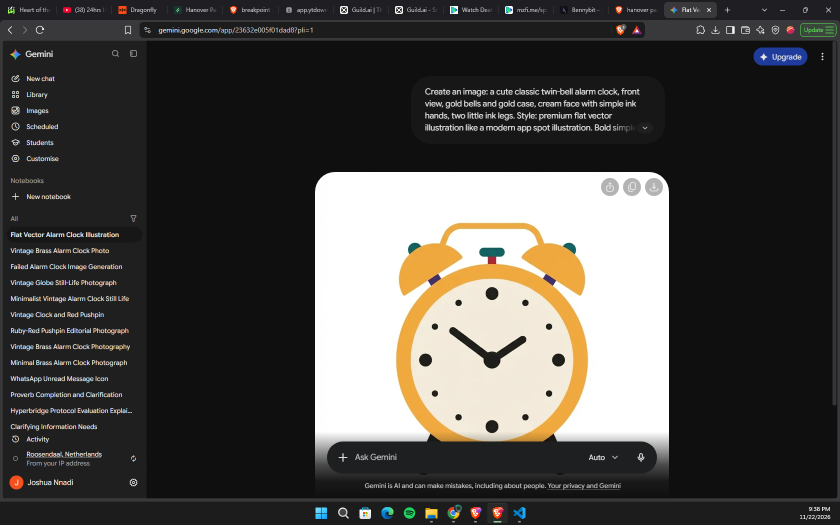 Heart of the
(30) 24hrs I
Dragonfly
Hanover Pa
breakpoint
app.ytdown
Guild.ai | T
Guild.ai - S
Watch Deat
mzfi.me/sp
Bennybit -
hanover pa
Flat Ve
gemini.google.com/app/23632e005f01dad8?pli=1
Update
Gemini
Upgrade
New chat
Library
Images
Scheduled
Students
Customise
Notebooks
New notebook
All
Flat Vector Alarm Clock Illustration
Vintage Brass Alarm Clock Photo
Failed Alarm Clock Image Generation
Vintage Globe Still-Life Photograph
Minimalist Vintage Alarm Clock Still Life
Vintage Clock and Red Pushpin
Ruby-Red Pushpin Editorial Photograph
Vintage Brass Alarm Clock Photography
Minimal Brass Alarm Clock Photograph
WhatsApp Unread Message Icon
Proverb Completion and Clarification
Hyperbridge Protocol Evaluation Explai...
Clarifying Information Needs
Activity
Roosendaal, Netherlands
From your IP address
J
Joshua Nnadi
Create an image: a cute classic twin-bell alarm clock, front
view, gold bells and gold case, cream face with simple ink
hands, two little ink legs. Style: premium flat vector
illustration like a modern app spot illustration. Bold simple
Ask Gemini
Auto
Gemini is AI and can make mistakes, including about people. Your privacy and Gemini
9:38 PM
11/22/2026